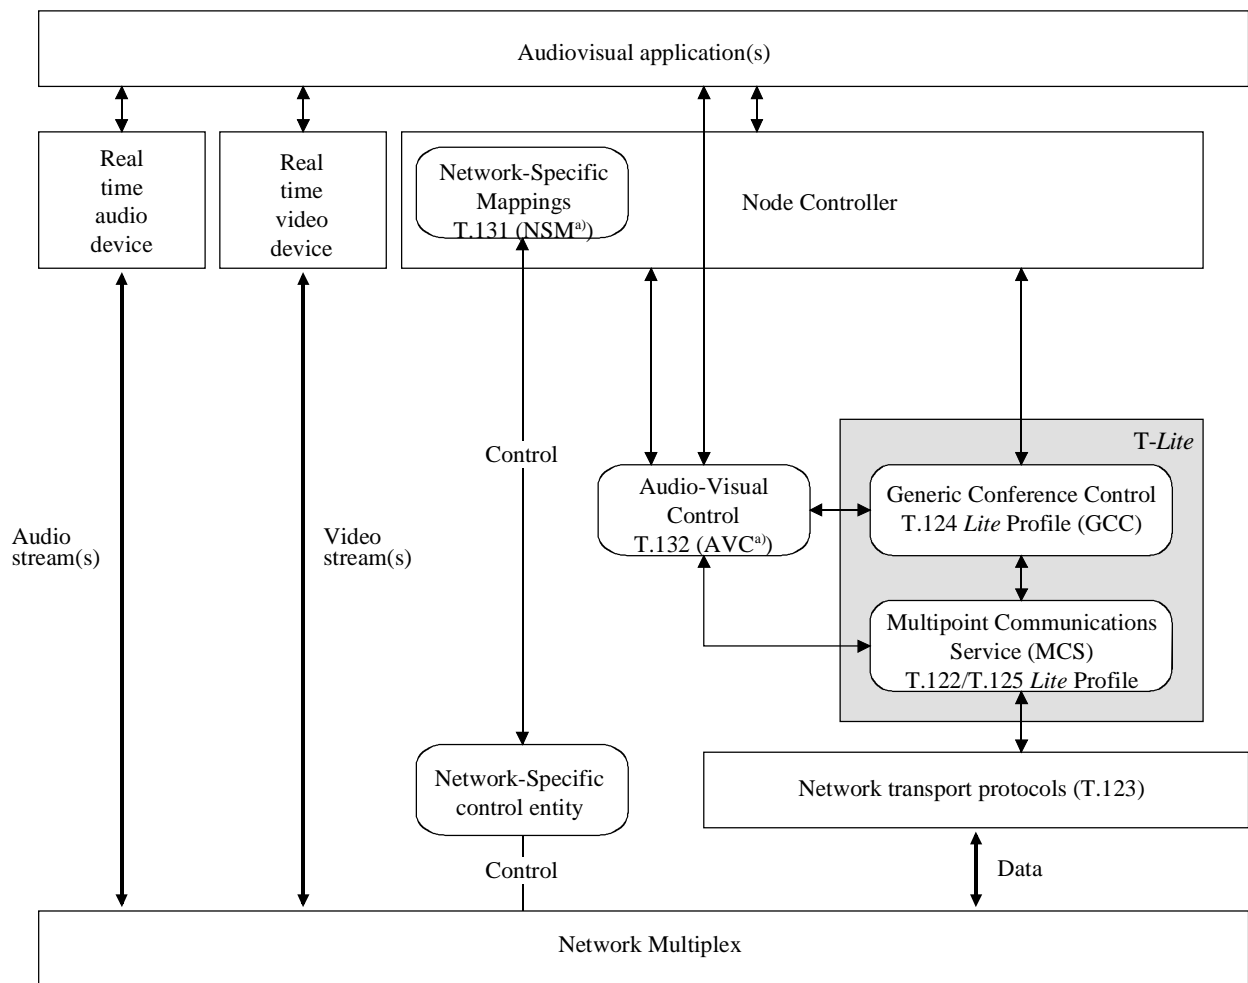 Audiovisual application(s)
Real
time
audio
device
Real
time
video
device
Network-Specific
Mappings
T.131 (NSMa))
Node Controller
T-Lite
Control
Audio-Visual
Control
T.132 (AVCa))
Generic Conference Control
T.124 Lite Profile (GCC)
Audio
stream(s)
Video
stream(s)
Multipoint Communications
Service (MCS)
T.122/T.125 Lite Profile
Network-Specific
control entity
Network transport protocols (T.123)
Control
Data
Network Multiplex